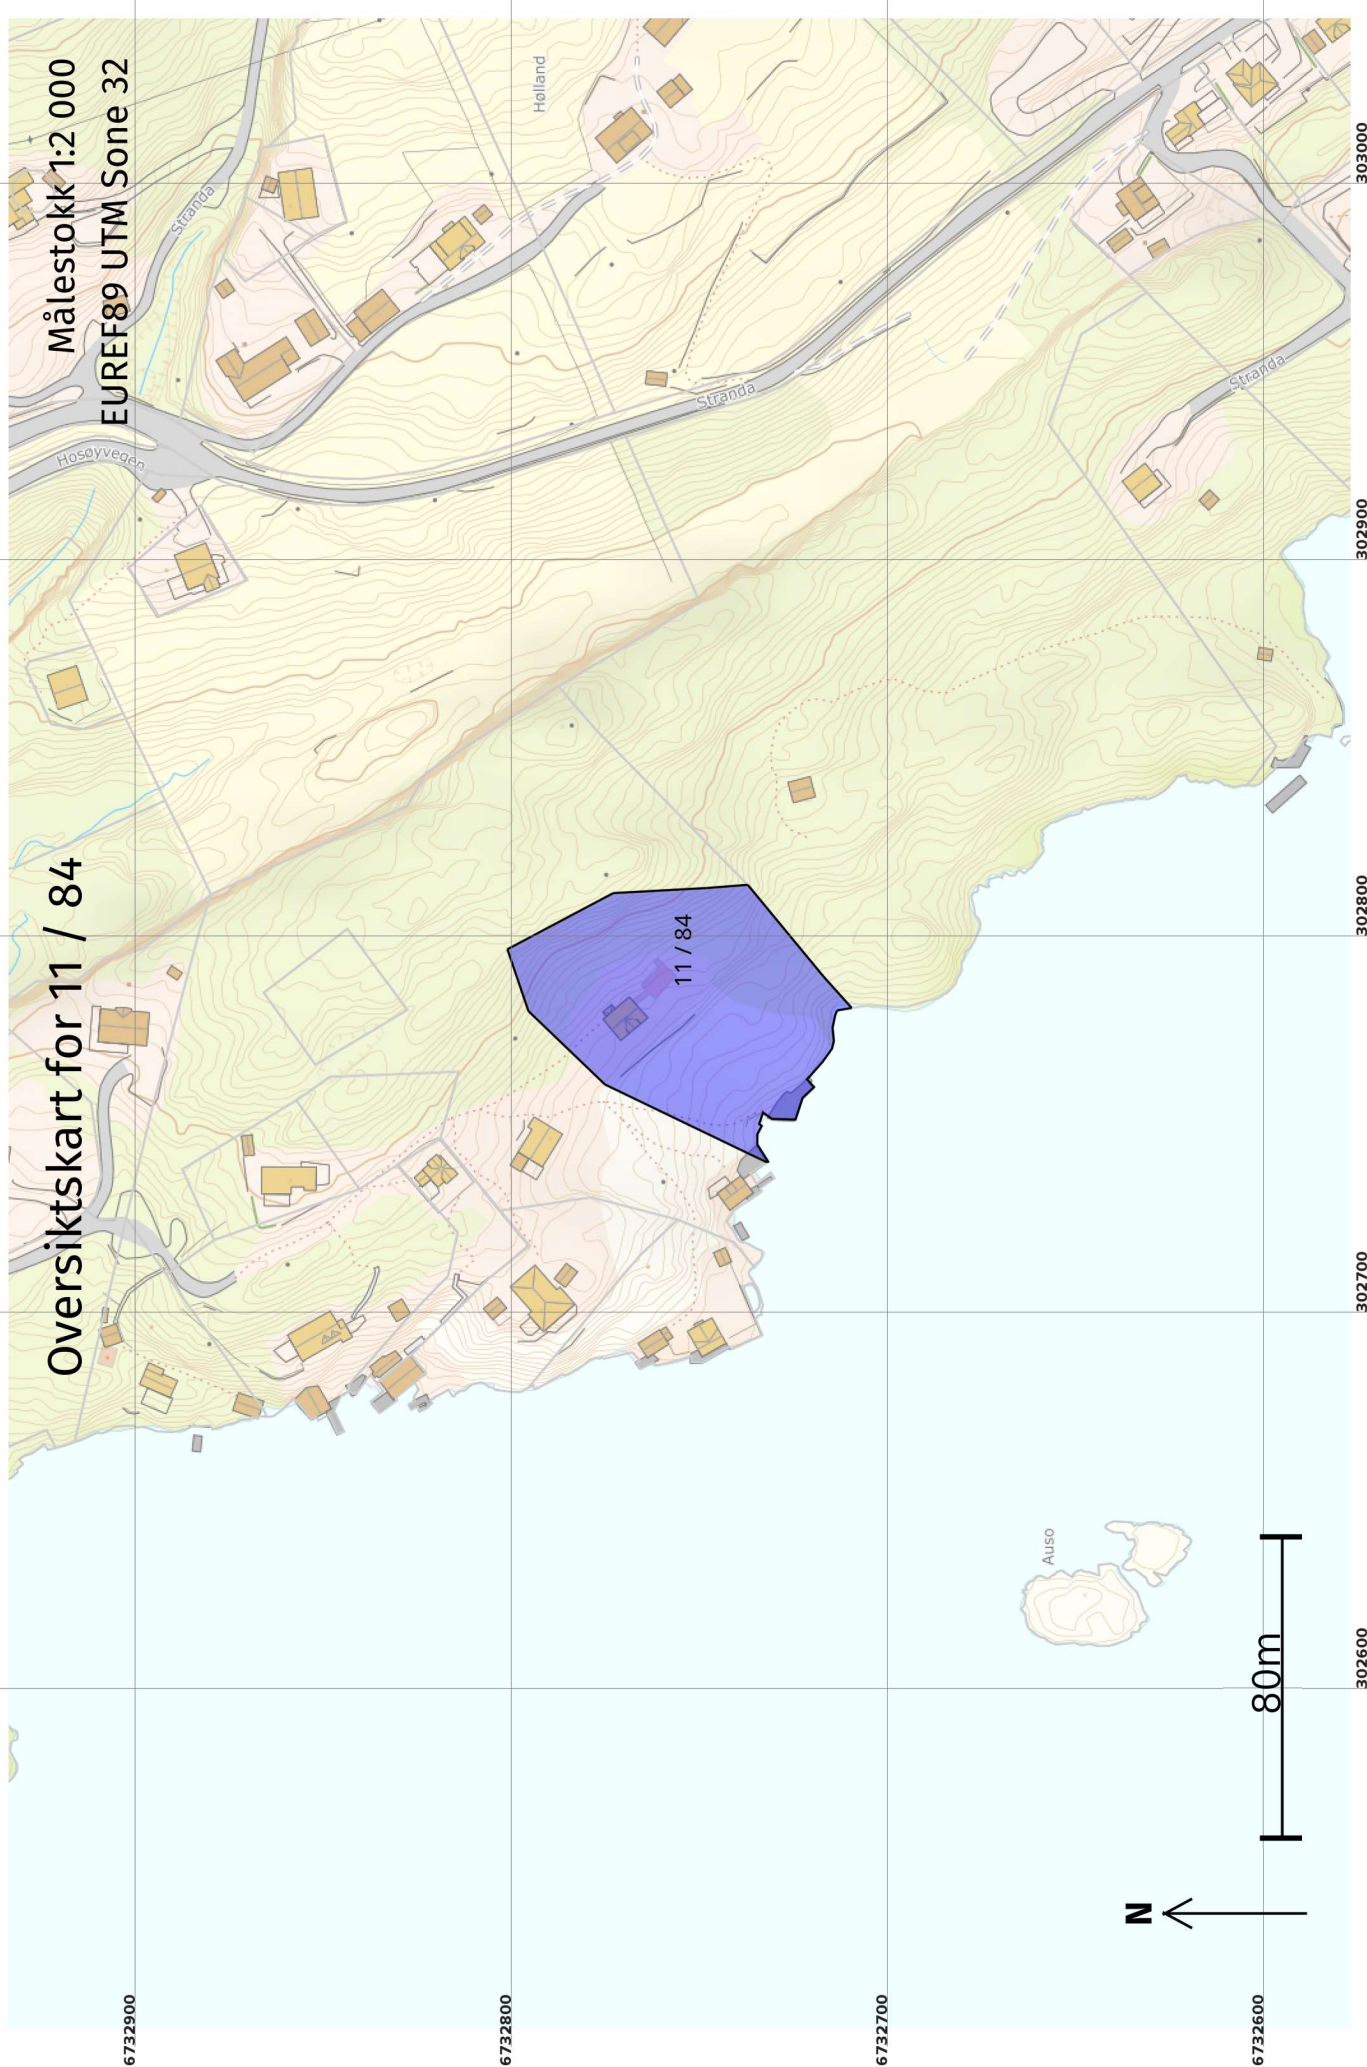 Oversiktskart for 11 / 84
Målestokk 1:2 000
EUREF89 UTM Sone 32
Stranda
Hosøyvegen
Hølland
Stranda
Stranda
11 / 84
Auso
80m
N
6732900
6732800
6732700
6732600
302600
302700
302800
302900
303000